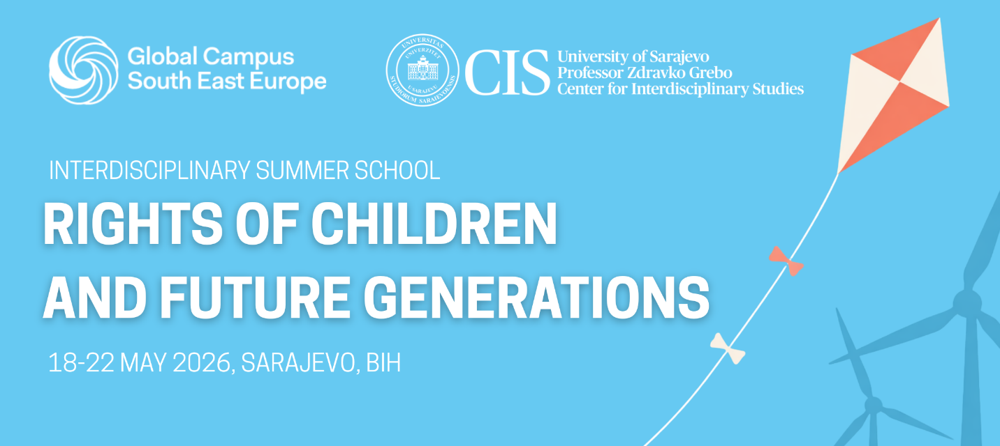 Global Campus
South East Europe
UNIVERSITAS
STUDIORUM SARAIEVOENSIS
UNIVERZITET
U SARAJEVU
CIS
University of Sarajevo
Professor Zdravko Grebo
Center for Interdisciplinary Studies
INTERDISCIPLINARY SUMMER SCHOOL
RIGHTS OF CHILDREN
AND FUTURE GENERATIONS
18-22 MAY 2026, SARAJEVO, BIH